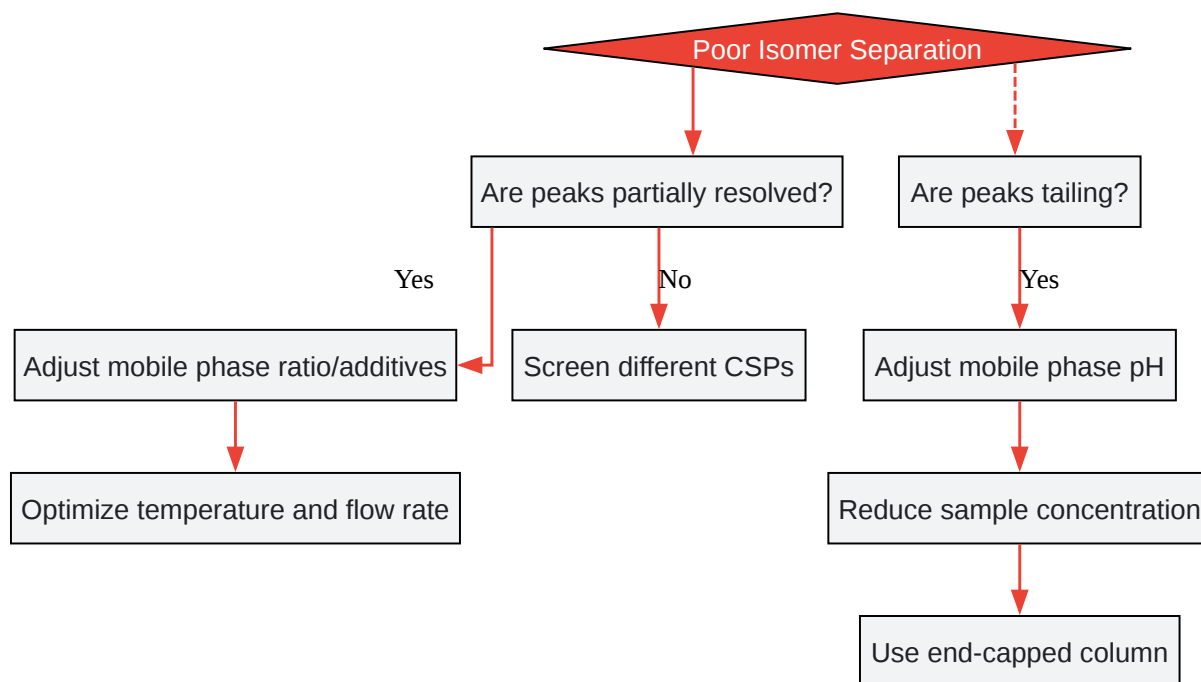 Poor Isomer Separation
Are peaks partially resolved?
Are peaks tailing?
Yes
No
Yes
Adjust mobile phase ratio/additives
Screen different CSPs
Adjust mobile phase pH
Optimize temperature and flow rate
Reduce sample concentration
Use end-capped column